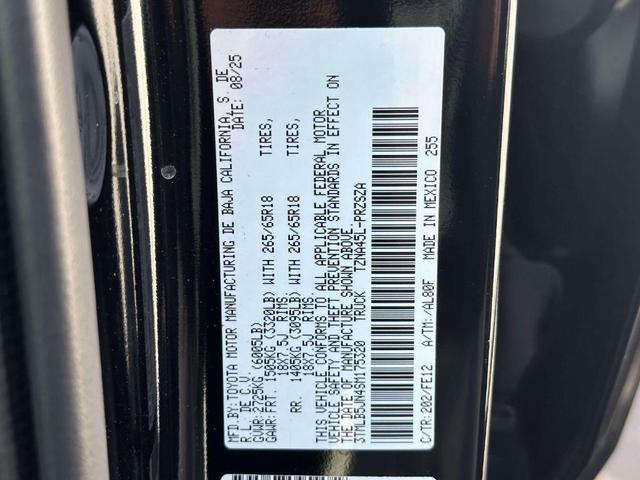 MFD.BY:TOYOTA MOTOR MANUFACTURING DE BAJA CALIFORNIA, S. DE
R.L. DE C.V. DATE: 08/25
GVWR:2725KG (6005LB)
GAWR:FRT. 1505KG (3320LB) WITH 265/65R18 TIRES,
18X7.5J RIMS,
RR. 1405KG (3095LB) WITH 265/65R18 TIRES,
18X7.5J RIMS.
THIS VEHICLE CONFORMS TO ALL APPLICABLE FEDERAL MOTOR
VEHICLE SAFETY AND THEFT PREVENTION STANDARDS IN EFFECT ON
THE DATE OF MANUFACTURE SHOWN ABOVE.
3TMLB5JN4SM175320 TRUCK TZNA45L-PRZSZA
C/TR:202/FE12 A/TM:/AL80F MADE IN MEXICO 255